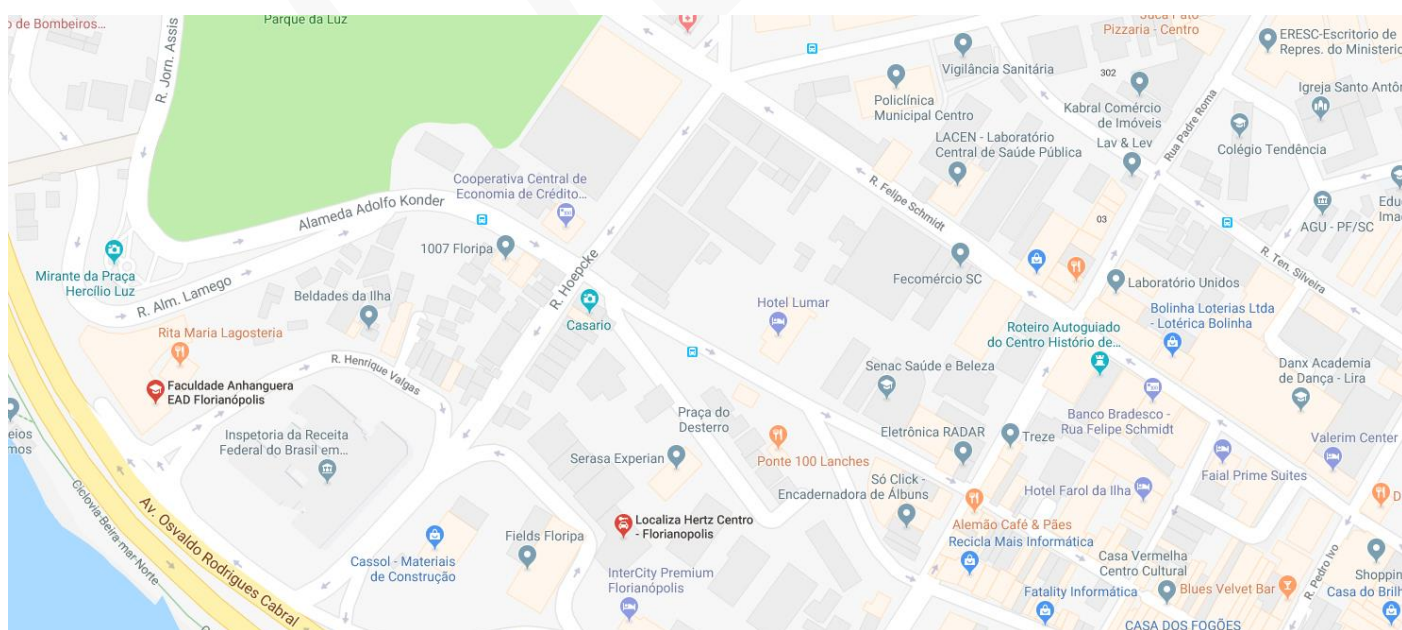 o de Bombeiros...
R. Jorn. Assis
Parque da Luz
Pizzaria - Centro
ERESC-Escritorio de
Repres. do Ministerio
Vigilância Sanitária
302
Igreja Santo Antôn
Policlínica
Municipal Centro
Kabral Comércio
de Imóveis
Lav & Lev
Rua Padre Roma
LACEN - Laboratório
Central de Saúde Pública
Colégio Tendência
Cooperativa Central de
Economia de Crédito...
R. Felipe Schmidt
Alameda Adolfo Konder
03
AGU - PF/SC
1007 Floripa
R. Hoepcke
Fecomércio SC
R. Ten. Silveira
Mirante da Praça
Hercílio Luz
R. Alm. Lamego
Beldades da Ilha
Laboratório Unidos
Hotel Lumar
Bolinha Loterias Ltda
- Lotérica Bolinha
Casario
Rita Maria Lagosteria
Roteiro Autoguiado
do Centro Histório de...
R. Henrique Valgas
Senac Saúde e Beleza
Danx Academia
de Dança - Lira
Faculdade Anhanguera
EAD Florianópolis
Praça do
Desterro
Banco Bradesco -
Rua Felipe Schmidt
Inspetoria da Receita
Federal do Brasil em...
Eletrônica RADAR
Treze
Valerim Center
Serasa Experian
Ponte 100 Lanches
Faial Prime Suites
Só Click -
Encadernadora de Álbuns
Hotel Farol da Ilha
Ciclovia Beira-mar Norte
Av. Osvaldo Rodrigues Cabral
Localiza Hertz Centro
- Florianopolis
Alemão Café & Pães
Fields Floripa
Recicla Mais Informática
Cassol - Materiais
de Construção
Casa Vermelha
Centro Cultural
R. Pedro Ivo
InterCity Premium
Florianópolis
Shoppin
Casa do Brilh
Fatality Informática
Blues Velvet Bar
CASA DOS FOGÕES